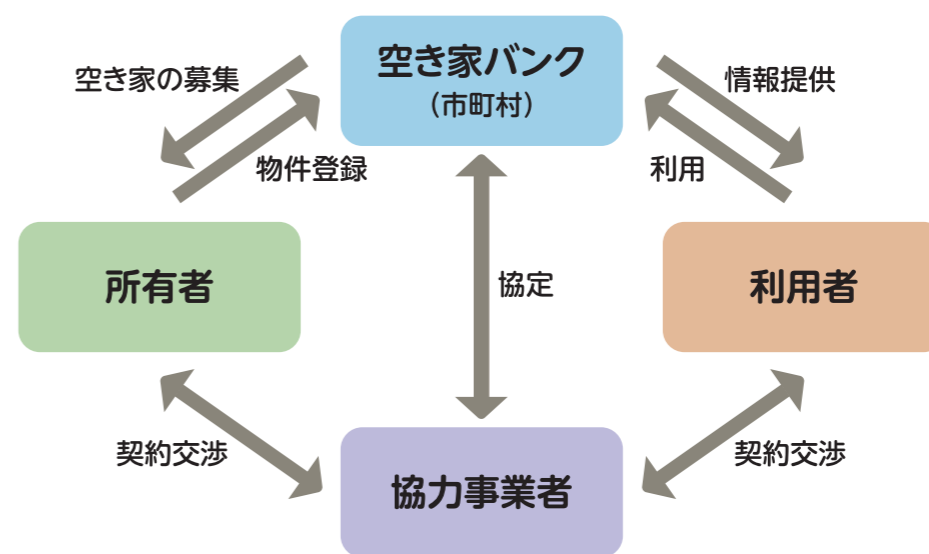 空き家バンク
(市町村)
空き家の募集
情報提供
物件登録
利用
所有者
協定
利用者
契約交渉
契約交渉
協力事業者